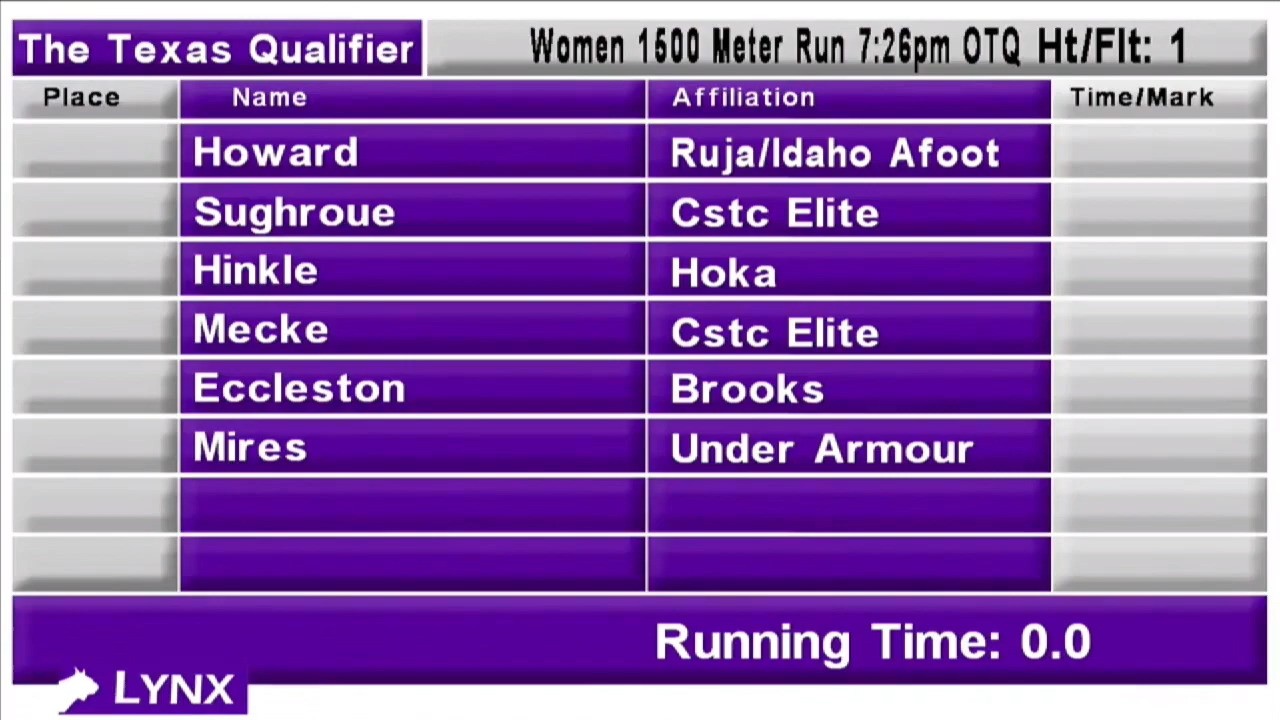 The Texas Qualifier Women 1500 Meter Run 7:26pm OTQ Ht/Flt: 1
Place Name Affiliation Time/Mark
Howard Ruja/Idaho Afoot
Sughroue Cstc Elite
Hinkle Hoka
Mecke Cstc Elite
Eccleston Brooks
Mires Under Armour
Running Time: 0.0
LYNX